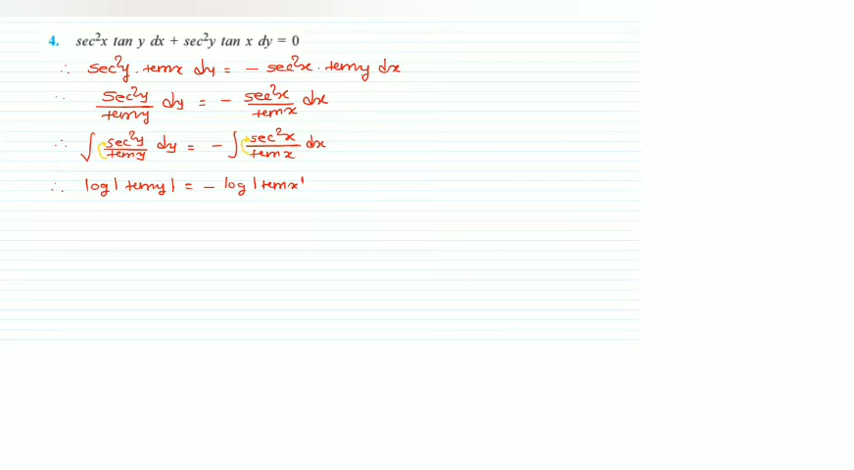 4. sec²x tan y dx + sec²y tan x dy = 0
∴ sec²y · tanx dy = - sec²x · tany dx
∴ sec²y/tany dy = - sec²x/tanx dx
∴ ∫ sec²y/tany dy = - ∫ sec²x/tanx dx
∴ log| tany | = - log |tanx|